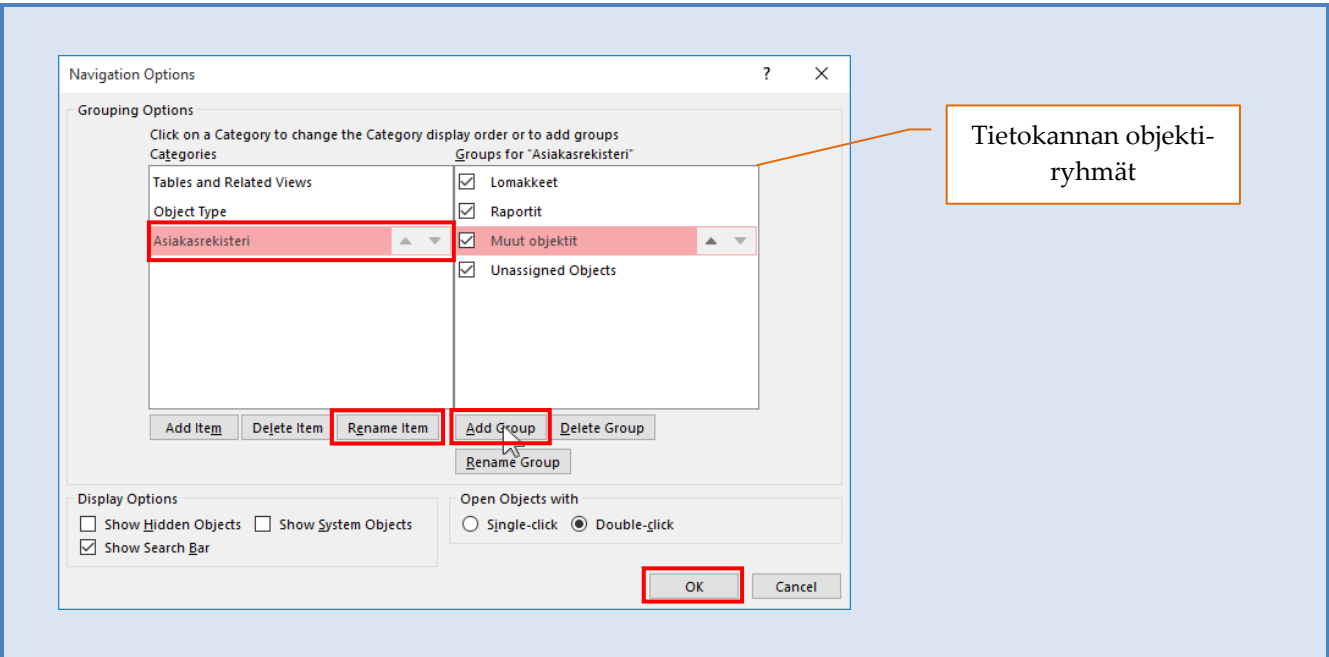 Navigation Options
?
Grouping Options
Click on a Category to change the Category display order or to add groups
Categories
Groups for "Asiakasrekisteri"
Tables and Related Views
Object Type
Asiakasrekisteri
Lomakkeet
Raportit
Muut objektit
Unassigned Objects
Add Item
Delete Item
Rename Item
Add Group
Delete Group
Rename Group
Display Options
Show Hidden Objects
Show System Objects
Show Search Bar
Open Objects with
Single-click
Double-click
OK
Cancel
Tietokannan objekti-
ryhmät